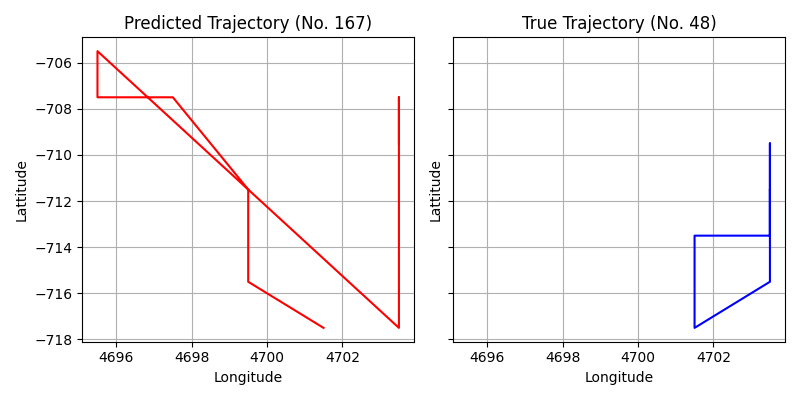 Predicted Trajectory (No. 167)
True Trajectory (No. 48)
−706
−708
−710
−712
−714
−716
−718
Lattitude
4696
4698
4700
4702
Longitude
Lattitude
4696
4698
4700
4702
Longitude